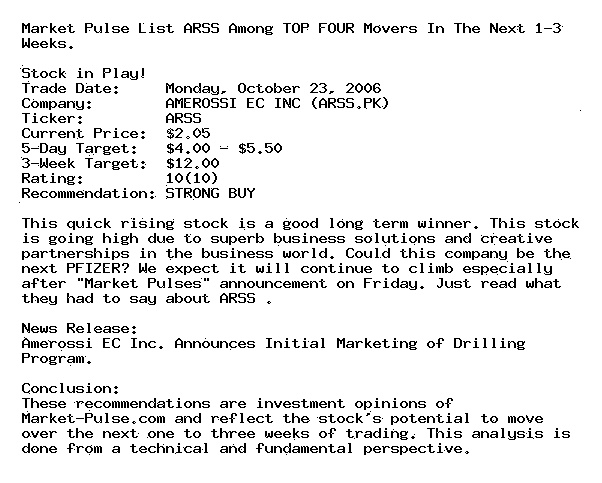 Market Pulse List ARSS Among TOP FOUR Movers In The Next 1-3
Weeks.
Stock in Play!
Trade Date: Monday, October 23, 2006
Company: AMEROSSI EC INC (ARSS.PK)
Ticker: ARSS
Current Price: $2.05
5-Day Target: $4.00 - $5.50
3-Week Target: $12.00
Rating: 10(10)
Recommendation: STRONG BUY
This quick rising stock is a good long term winner. This stock
is going high due to superb business solutions and creative
partnerships in the business world. Could this company be the
next PFIZER? We expect it will continue to climb especially
after "Market Pulses" announcement on Friday. Just read what
they had to say about ARSS .
News Release:
Amerossi EC Inc. Announces Initial Marketing of Drilling
Program.
Conclusion:
These recommendations are investment opinions of
Market-Pulse.com and reflect the stock's potential to move
over the next one to three weeks of trading. This analysis is
done from a technical and fundamental perspective.